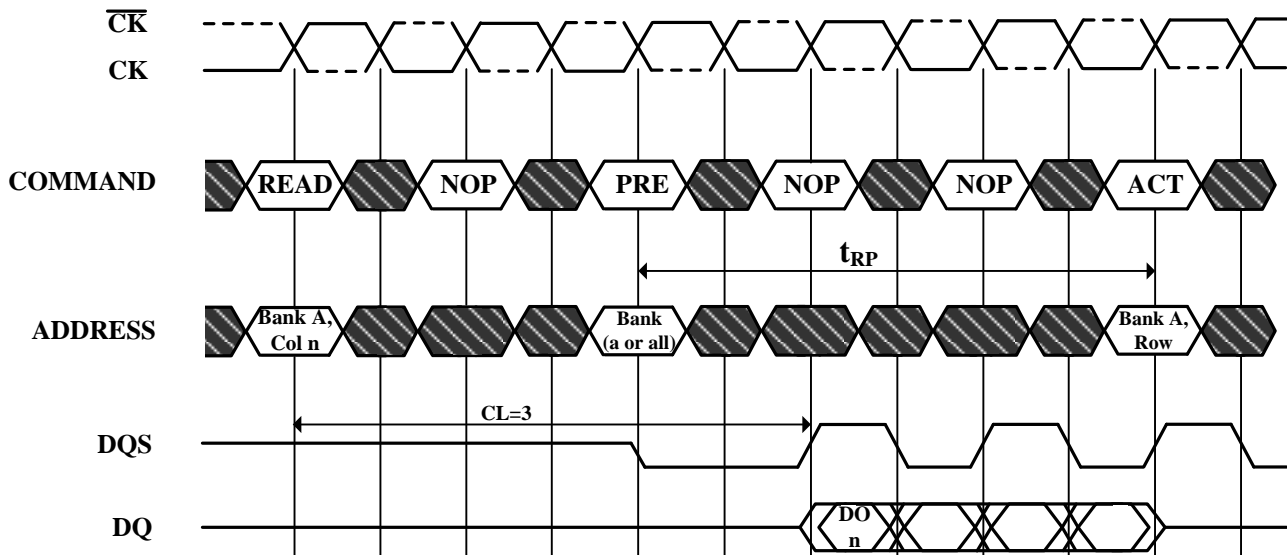 CK
CK
COMMAND READ NOP PRE NOP NOP ACT
tRP
ADDRESS Bank A, Col n Bank (a or all) Bank A, Row
CL=3
DQS
DQ DO n